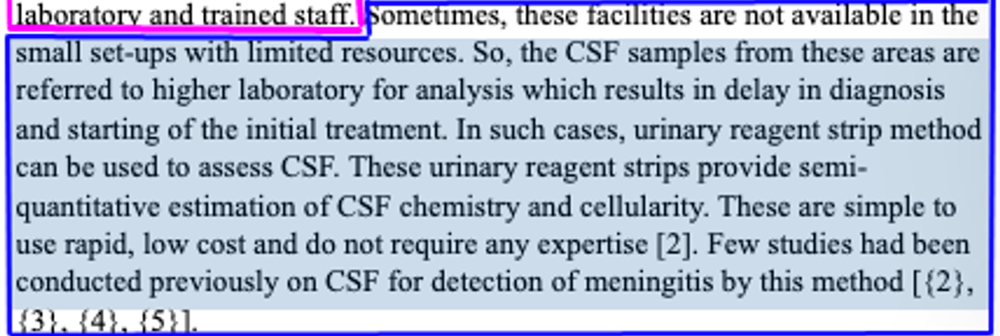 laboratory and trained staff. Sometimes, these facilities are not available in the
small set-ups with limited resources. So, the CSF samples from these areas are
referred to higher laboratory for analysis which results in delay in diagnosis
and starting of the initial treatment. In such cases, urinary reagent strip method
can be used to assess CSF. These urinary reagent strips provide semi-
quantitative estimation of CSF chemistry and cellularity. These are simple to
use rapid, low cost and do not require any expertise [2]. Few studies had been
conducted previously on CSF for detection of meningitis by this method [{2},
{3}, {4}, {5}].